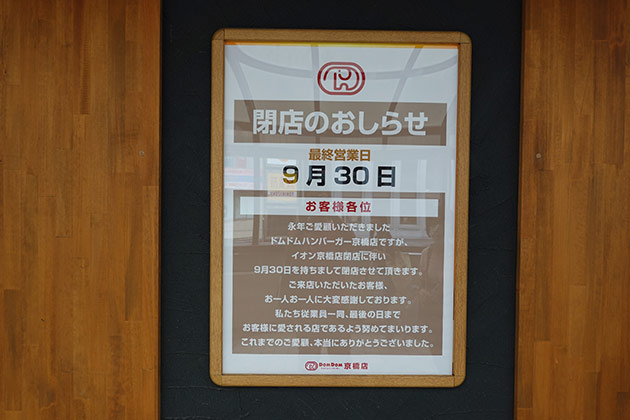 閉店のおしらせ
最終営業日
9月30日
お客様各位
永年ご愛顧いただきました
ドムドムハンバーガー京橋店ですが、
イオン京橋店閉店に伴い
9月30日を持ちまして閉店させて頂きます。
ご来店いただいたお客様、
お一人お一人に大変感謝しております。
私たち従業員一同、最後の日まで
お客様に愛される店であるよう努めてまいります。
これまでのご愛顧、本当にありがとうございました。
DOMDOM 京橋店